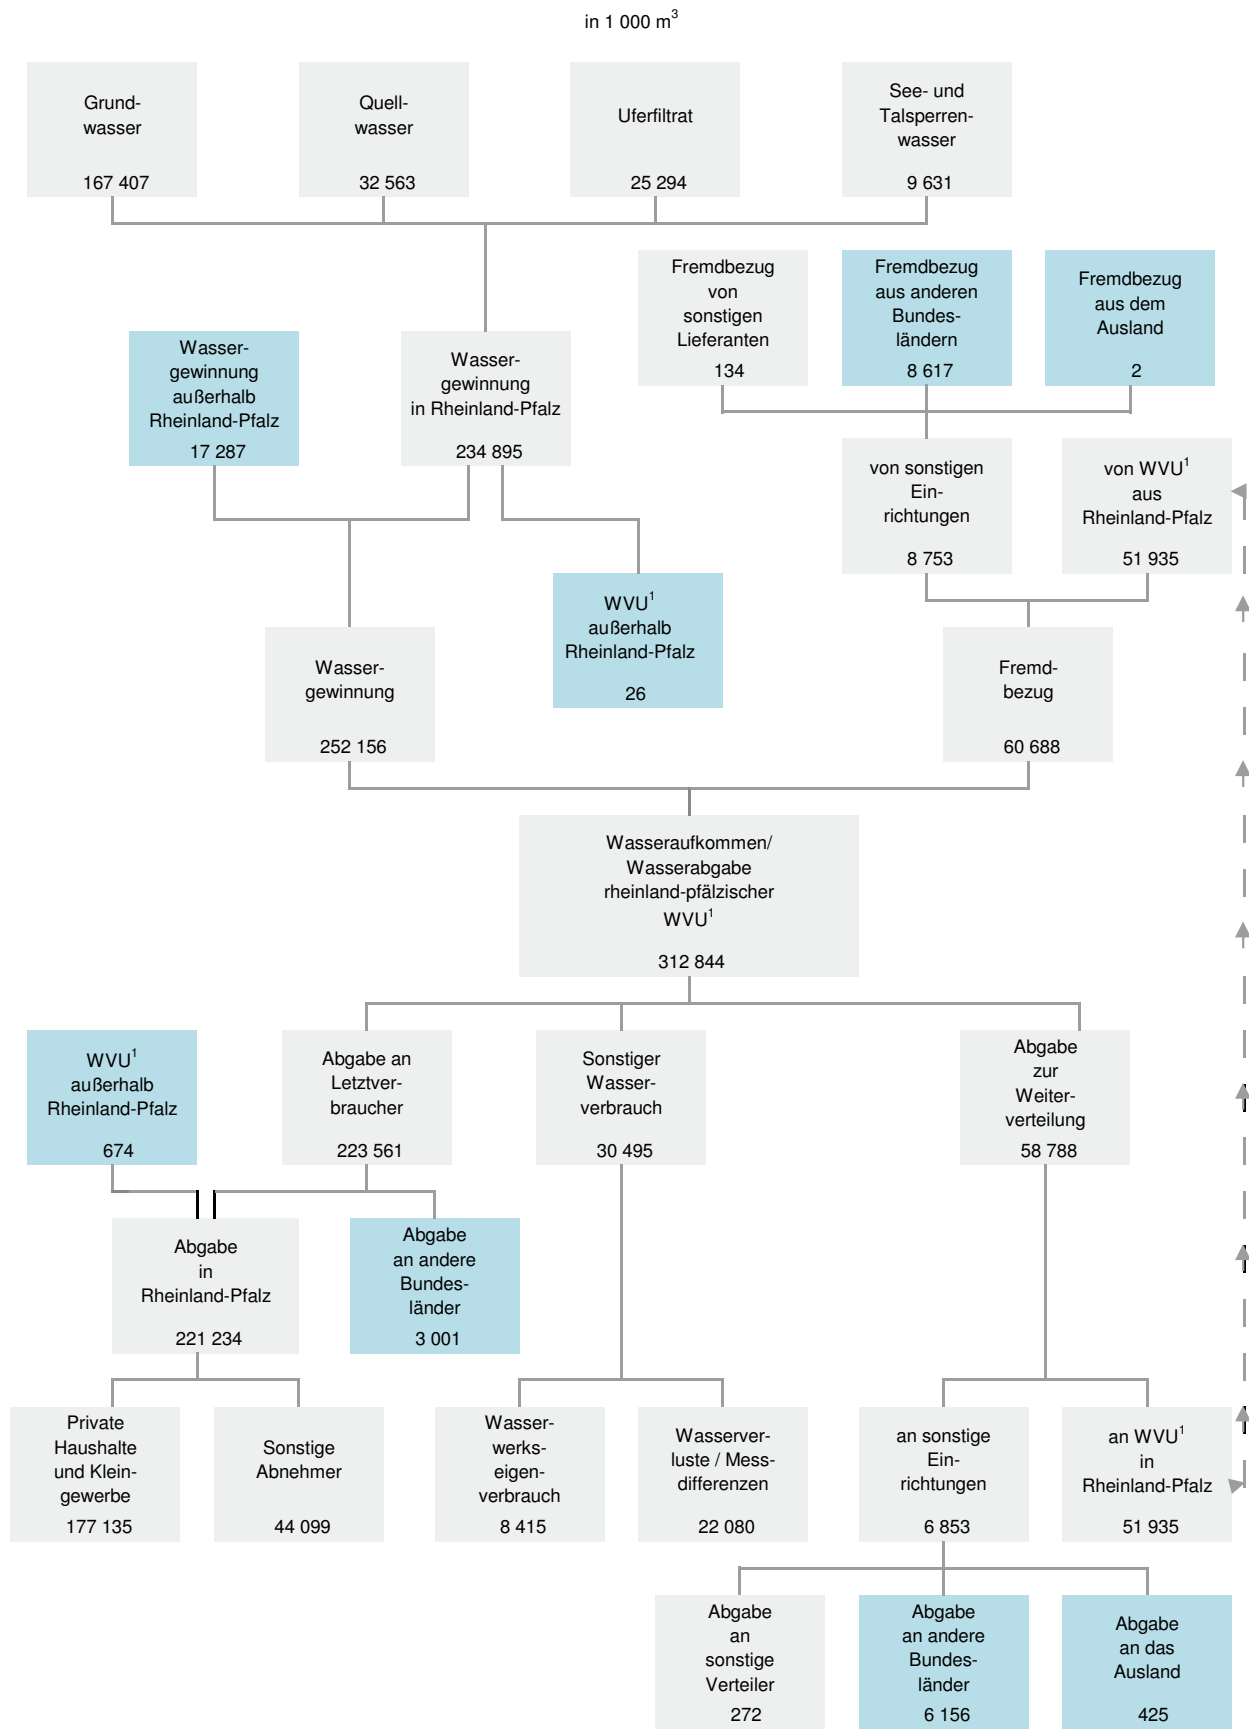 in 1 000 m³
Grund-
wasser
167 407
Quell-
wasser
32 563
Uferfiltrat
25 294
See- und
Talsperren-
wasser
9 631
Fremdbezug
von
sonstigen
Lieferanten
134
Fremdbezug
aus anderen
Bundes-
ländern
8 617
Fremdbezug
aus dem
Ausland
2
Wasser-
gewinnung
außerhalb
Rheinland-Pfalz
17 287
Wasser-
gewinnung
in Rheinland-Pfalz
234 895
von sonstigen
Ein-
richtungen
8 753
von WVU¹
aus
Rheinland-Pfalz
51 935
WVU¹
außerhalb
Rheinland-Pfalz
26
Wasser-
gewinnung
252 156
Fremd-
bezug
60 688
Wasseraufkommen/
Wasserabgabe
rheinland-pfälzischer
WVU¹
312 844
WVU¹
außerhalb
Rheinland-Pfalz
674
Abgabe an
Letztver-
braucher
223 561
Sonstiger
Wasser-
verbrauch
30 495
Abgabe
zur
Weiter-
verteilung
58 788
Abgabe
in
Rheinland-Pfalz
221 234
Abgabe
an andere
Bundes-
länder
3 001
Private
Haushalte
und Klein-
gewerbe
177 135
Sonstige
Abnehmer
44 099
Wasser-
werks-
eigen-
verbrauch
8 415
Wasserver-
luste / Mess-
differenzen
22 080
an sonstige
Ein-
richtungen
6 853
an WVU¹
in
Rheinland-Pfalz
51 935
Abgabe
an
sonstige
Verteiler
272
Abgabe
an andere
Bundes-
länder
6 156
Abgabe
an das
Ausland
425